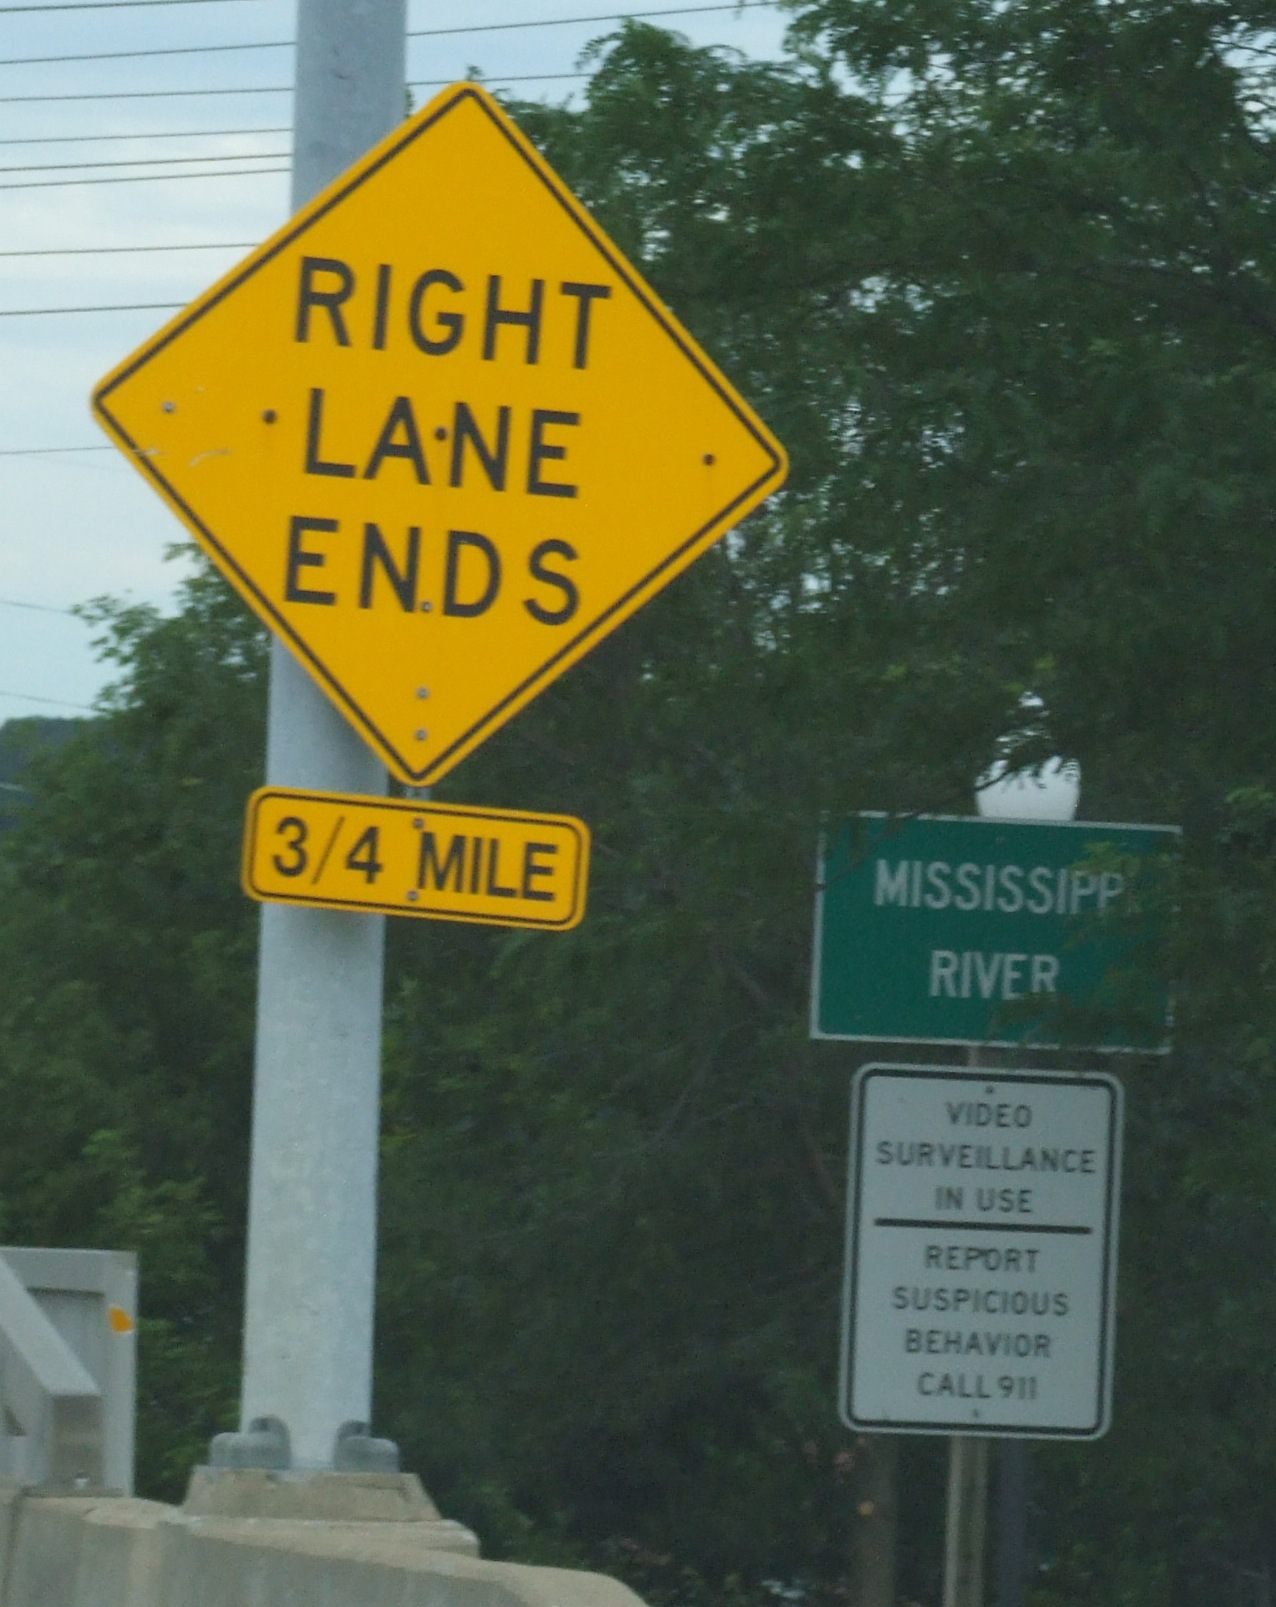 RIGHT
LANE
ENDS
3/4 MILE
MISSISSIPP
RIVER
VIDEO
SURVEILLANCE
IN USE
REPORT
SUSPICIOUS
BEHAVIOR
CALL 911